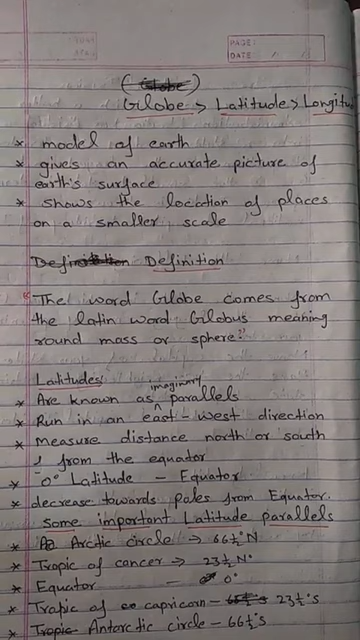 PAGE:
DATE
(Globe)
Globe > Latitude > Longitu
* model of earth
* gives an accurate picture of
earth's surface
* shows the location of places
on a smaller scale
Definition Definition
"The word Globe comes from
the latin word Globus meaning
round mass or sphere."
Latitudes:
* Are known as imaginary parallels
* Run in an east-west direction
* Measure distance north or south
from the equator
* 0° Latitude - Equator
* decrease towards poles from Equator.
some important Latitude parallels
* Arctic circle → 66½° N
* Tropic of cancer → 23½ N°
* Equator - 0°
* Tropic of capricorn - 23½°s
* Tropic Antarctic circle - 66½°s